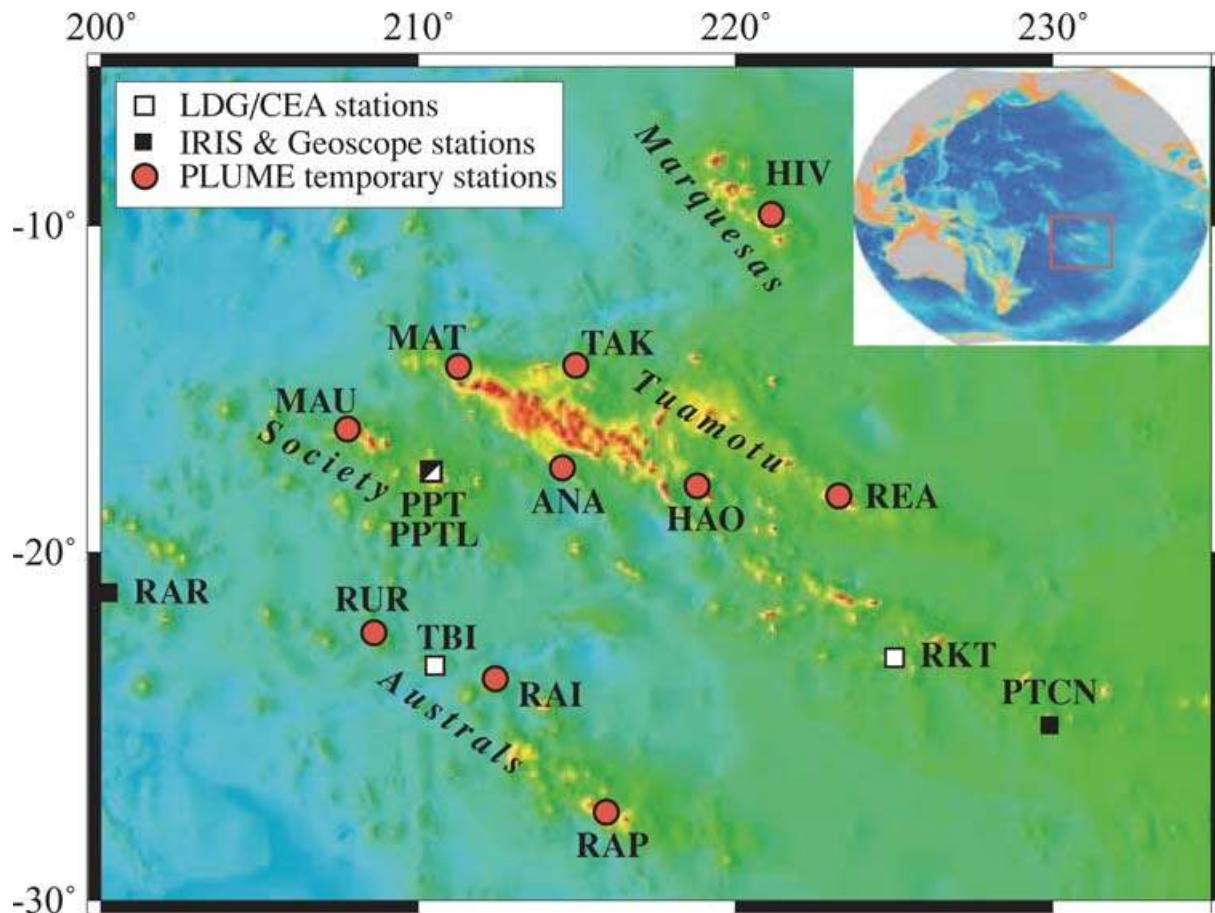 200° 210° 220° 230°
LDG/CEA stations
IRIS & Geoscope stations
PLUME temporary stations
Marquesas
HIV
-10°
MAT
TAK
MAU
Tuamotu
Society
PPT
PPTL
ANA
HAO
REA
-20°
RAR
RUR
TBI
RKT
RAI
PTCN
Australs
RAP
-30°